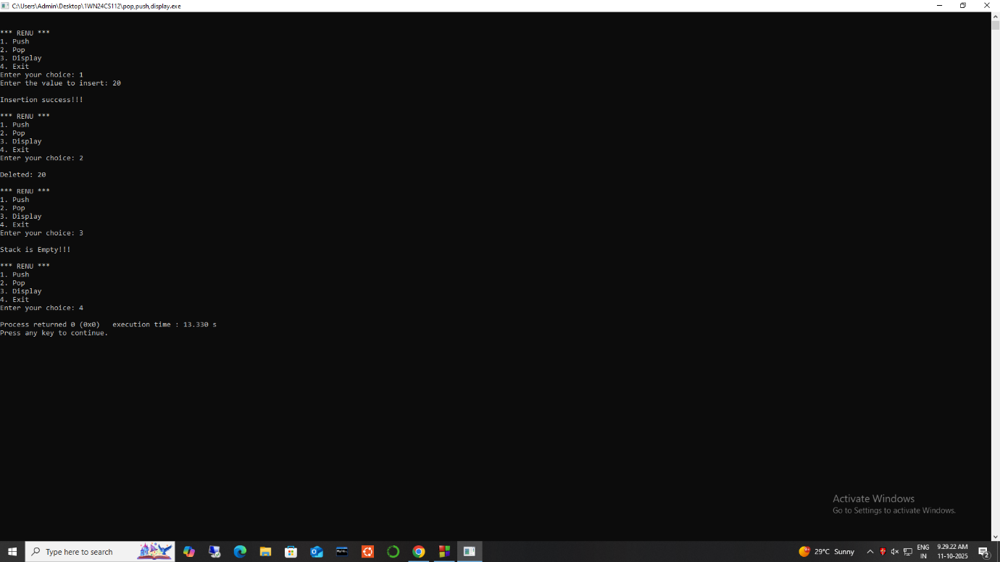 C:\Users\Admin\Desktop\1WN24CS112\pop,push,display.exe
*** RENU ***
1. Push
2. Pop
3. Display
4. Exit
Enter your choice: 1
Enter the value to insert: 20
Insertion success!!!
*** RENU ***
1. Push
2. Pop
3. Display
4. Exit
Enter your choice: 2
Deleted: 20
*** RENU ***
1. Push
2. Pop
3. Display
4. Exit
Enter your choice: 3
Stack is Empty!!!
*** RENU ***
1. Push
2. Pop
3. Display
4. Exit
Enter your choice: 4
Process returned 0 (0x0)   execution time : 13.330 s
Press any key to continue.
Activate Windows
Go to Settings to activate Windows.
Type here to search
29°C Sunny
ENG
IN
9.29.22 AM
11-10-2025
2